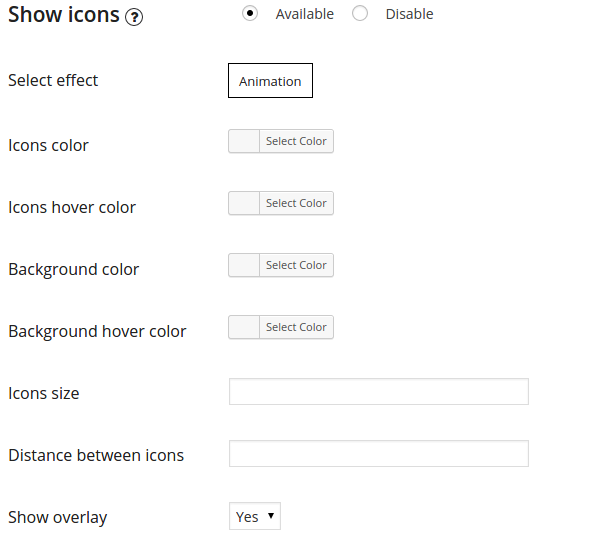 Show icons ? Available Disable
Select effect Animation
Icons color Select Color
Icons hover color Select Color
Background color Select Color
Background hover color Select Color
Icons size
Distance between icons
Show overlay Yes